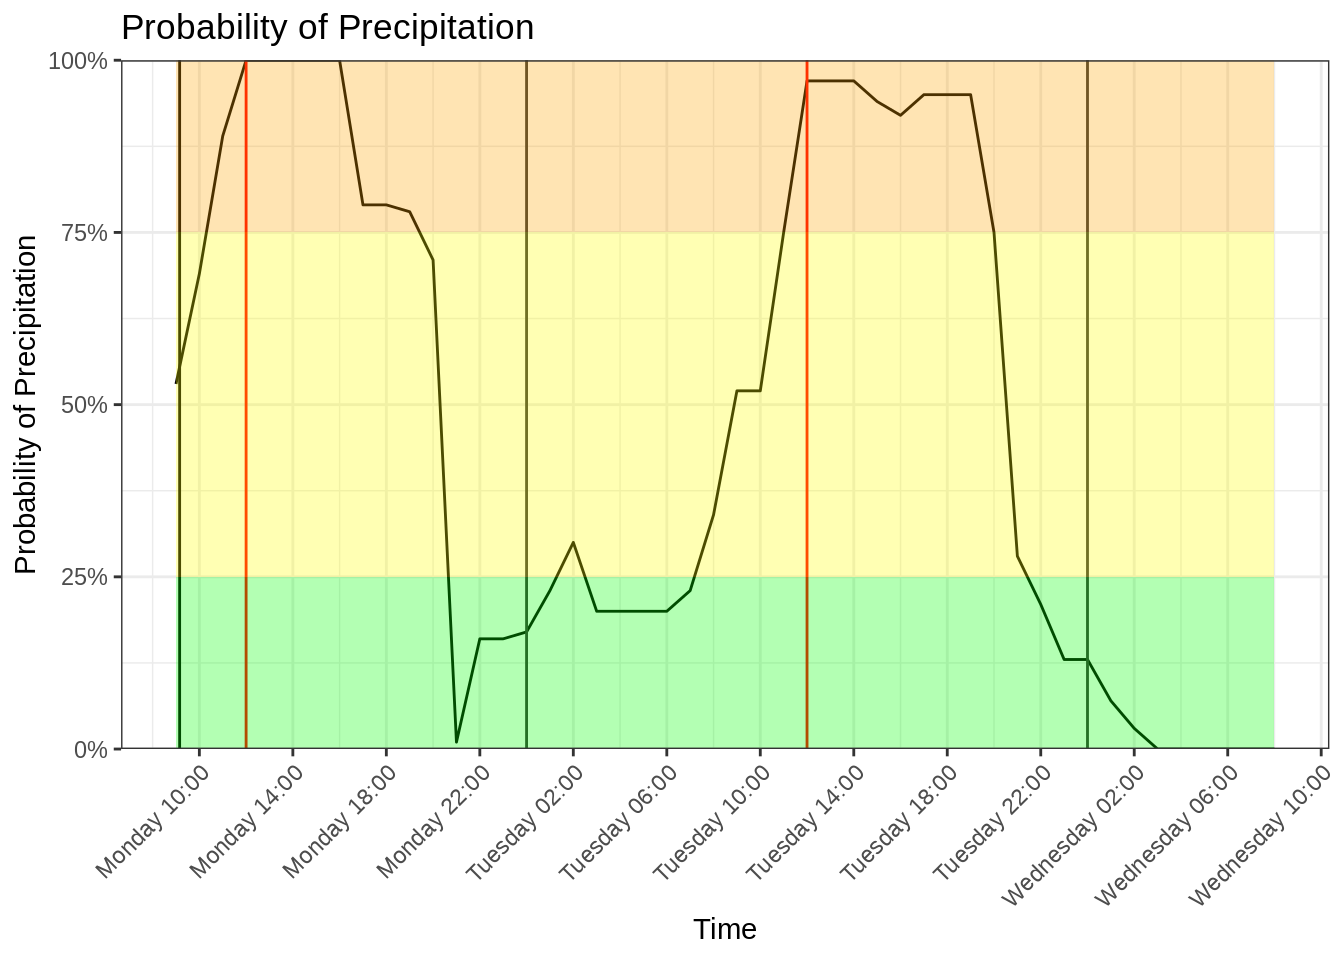 Probability of Precipitation
Probability of Precipitation
100%
75%
50%
25%
0%
Monday 10:00
Monday 14:00
Monday 18:00
Monday 22:00
Tuesday 02:00
Tuesday 06:00
Tuesday 10:00
Tuesday 14:00
Tuesday 18:00
Tuesday 22:00
Wednesday 02:00
Wednesday 06:00
Wednesday 10:00
Time